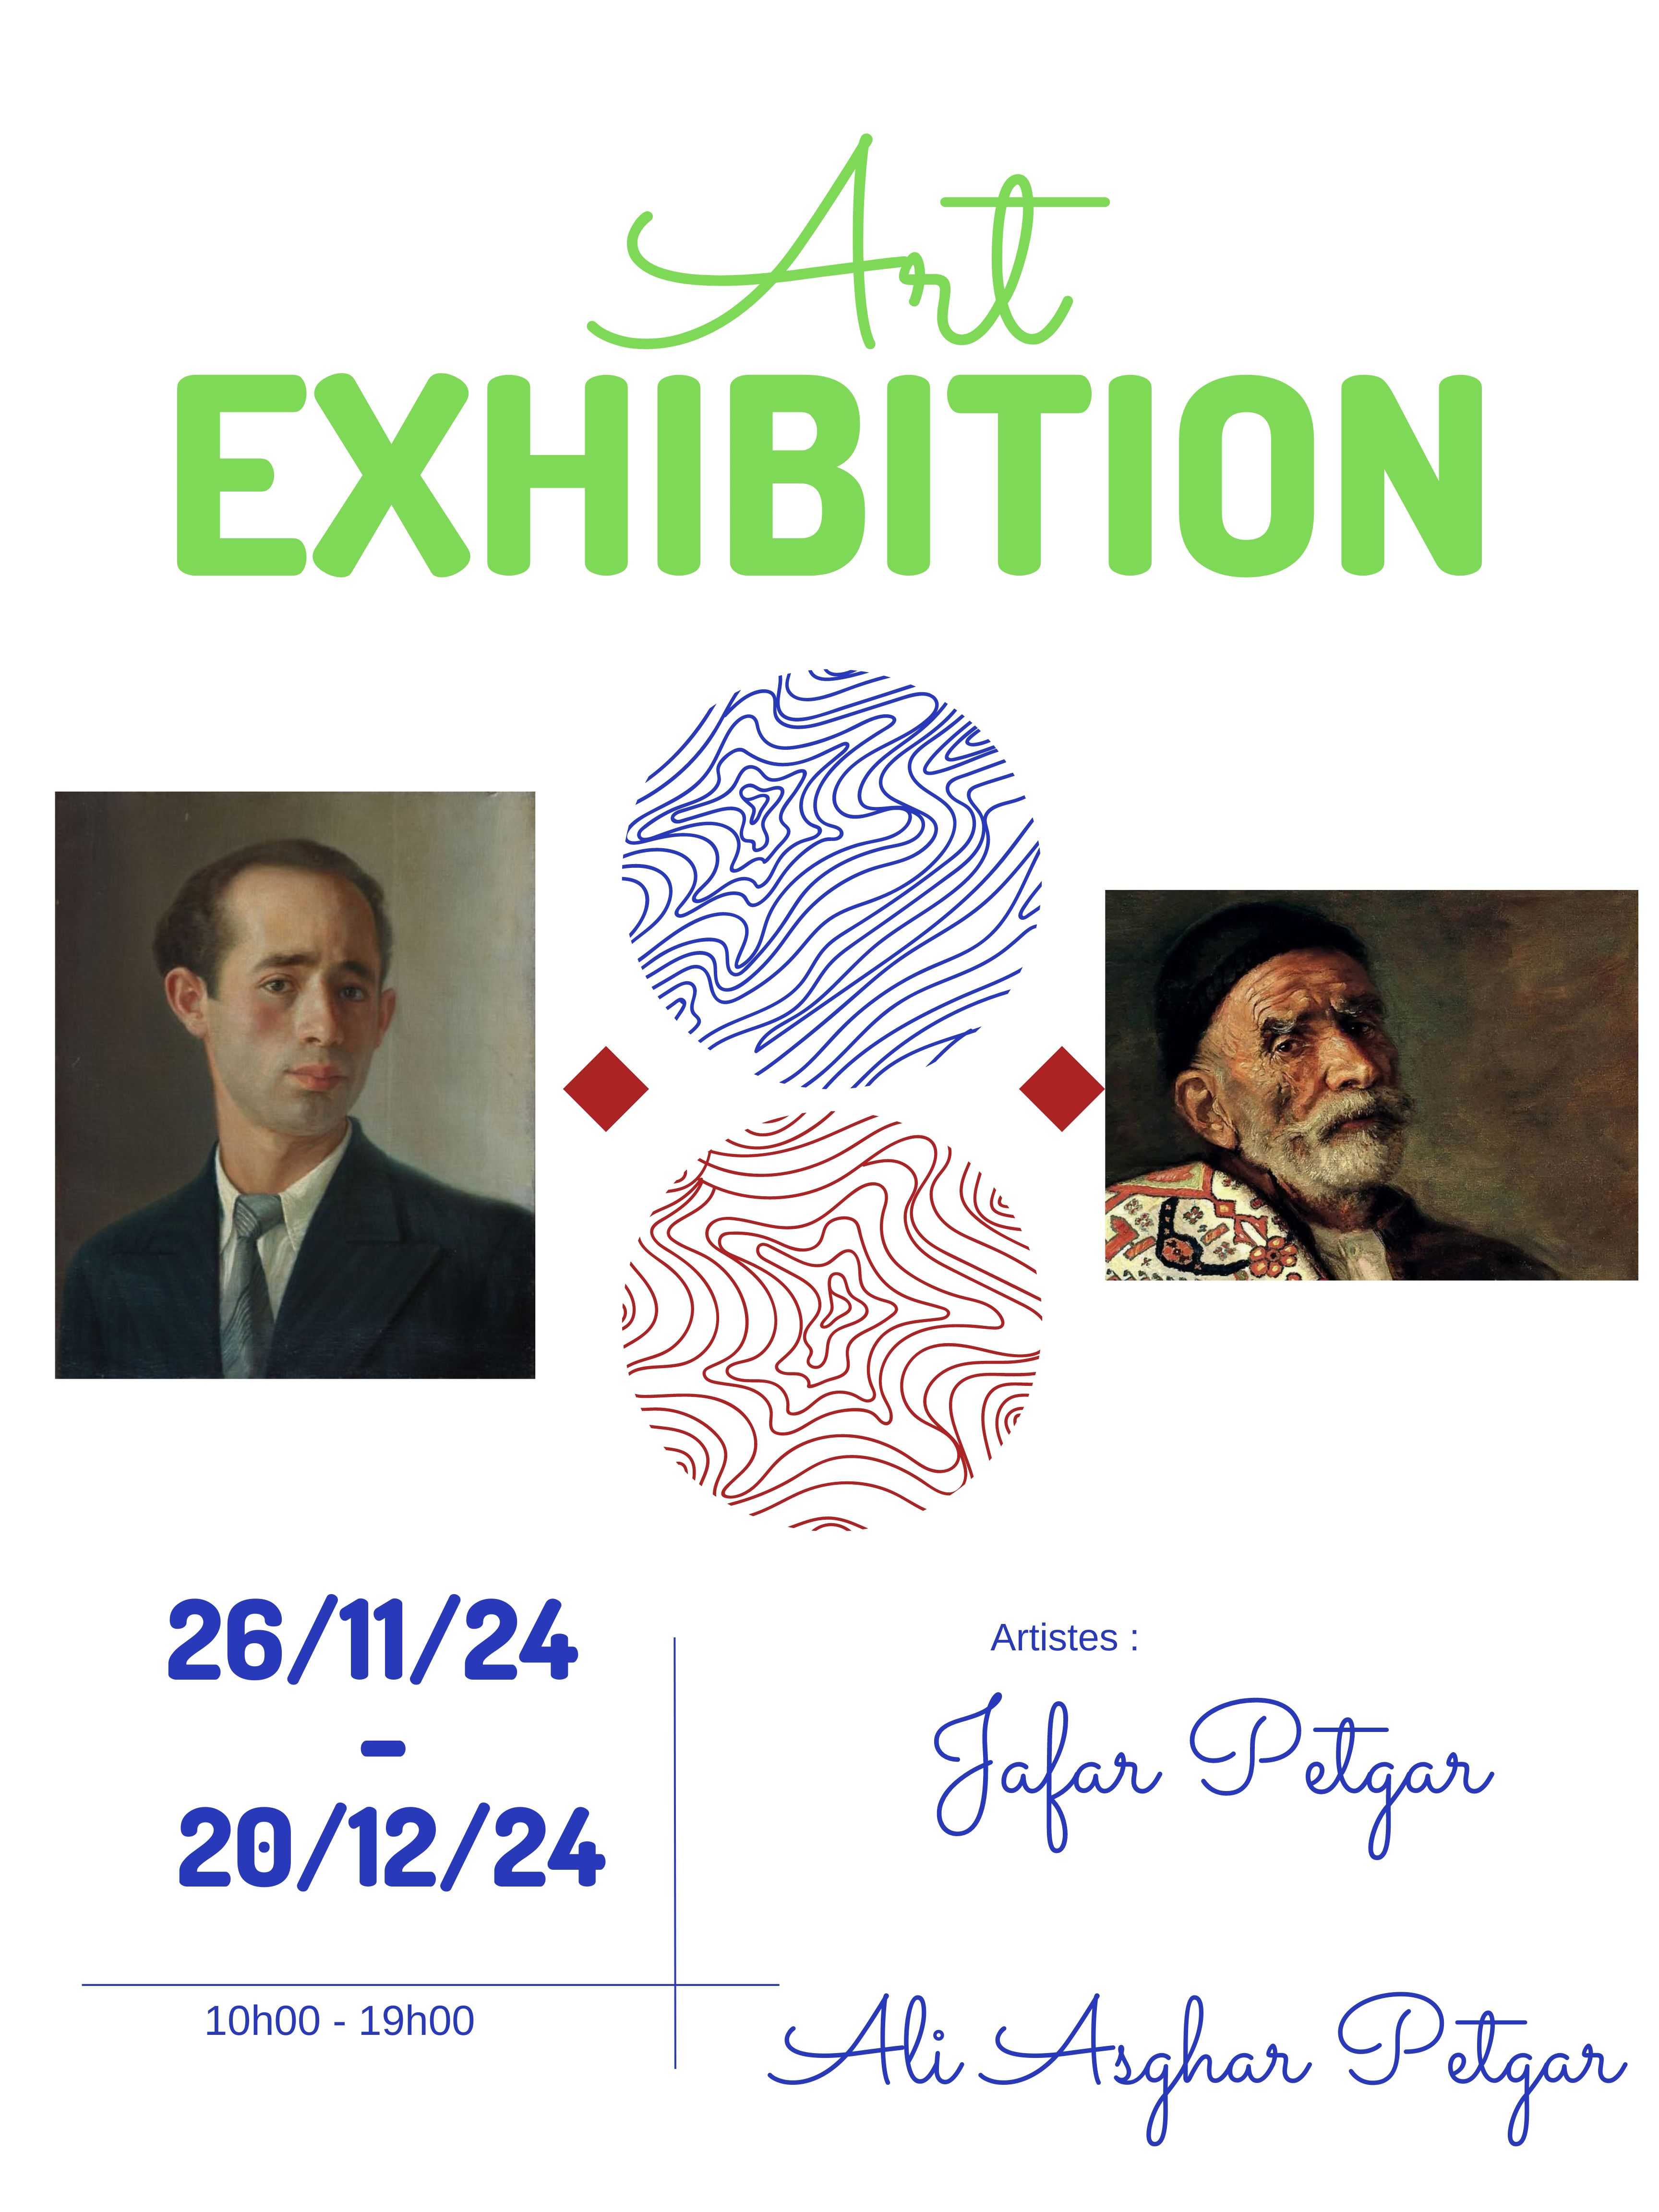 Art
EXHIBITION
26/11/24
-
20/12/24
10h00 - 19h00
Artistes :
Jafar Petgar
Ali Asghar Petgar